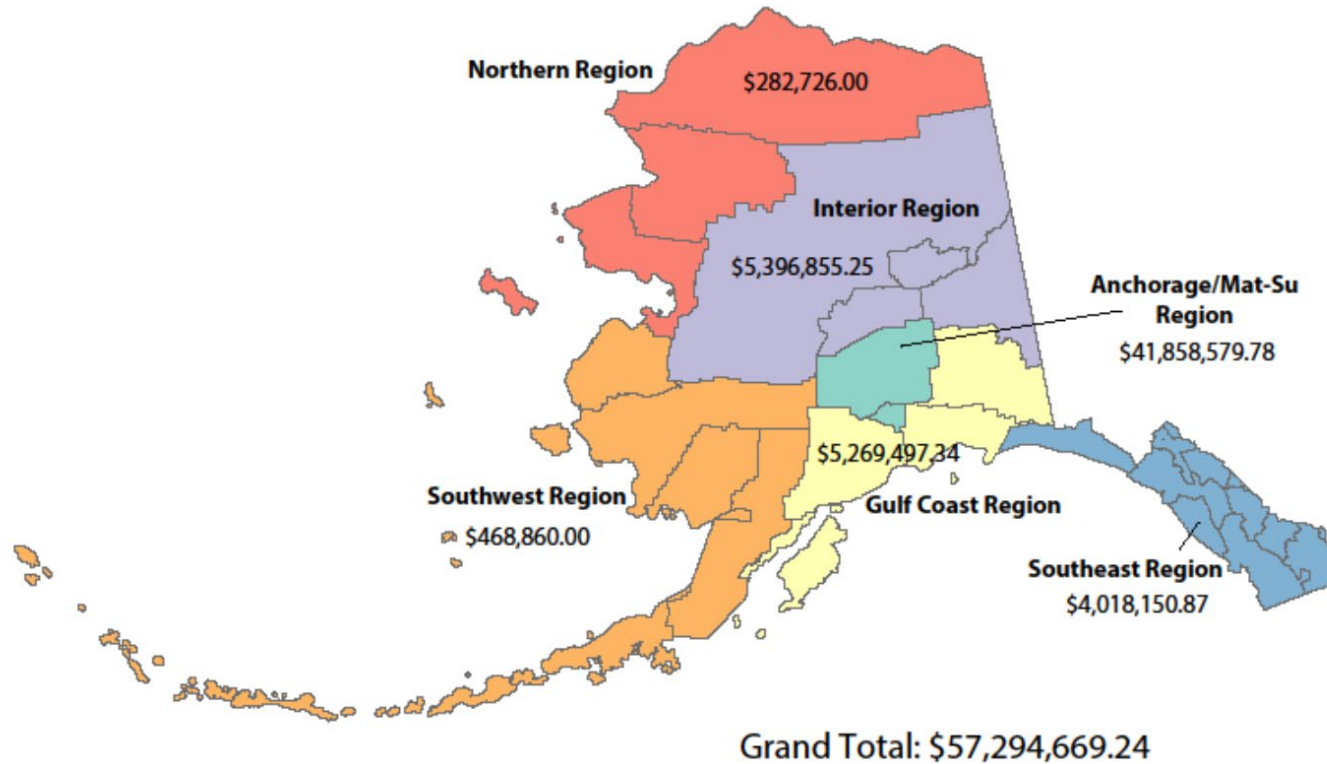 Northern Region
$282,726.00
Interior Region
$5,396,855.25
Anchorage/Mat-Su
Region
$41,858,579.78
$5,269,497.34
Gulf Coast Region
Southwest Region
$468,860.00
Southeast Region
$4,018,150.87
Grand Total: $57,294,669.24